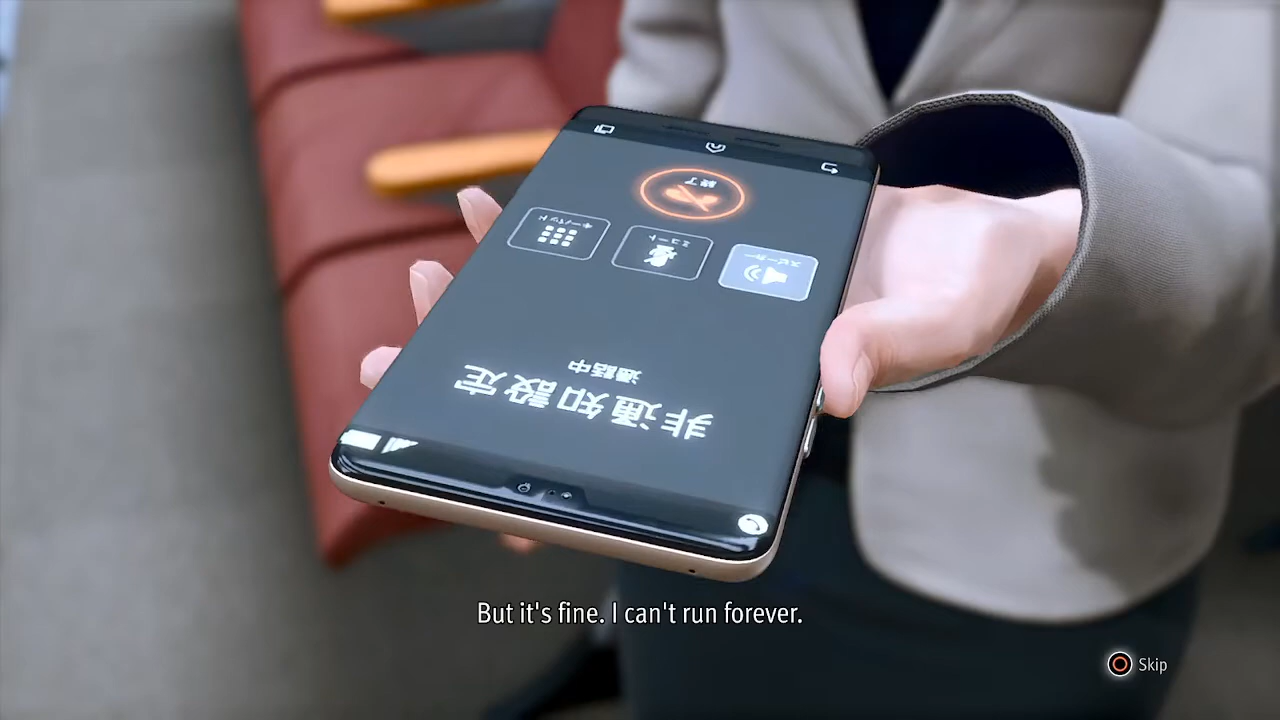 非通知設定
通話中
スピーカー
ミュート
キーパッド
終了
But it's fine. I can't run forever.
Skip